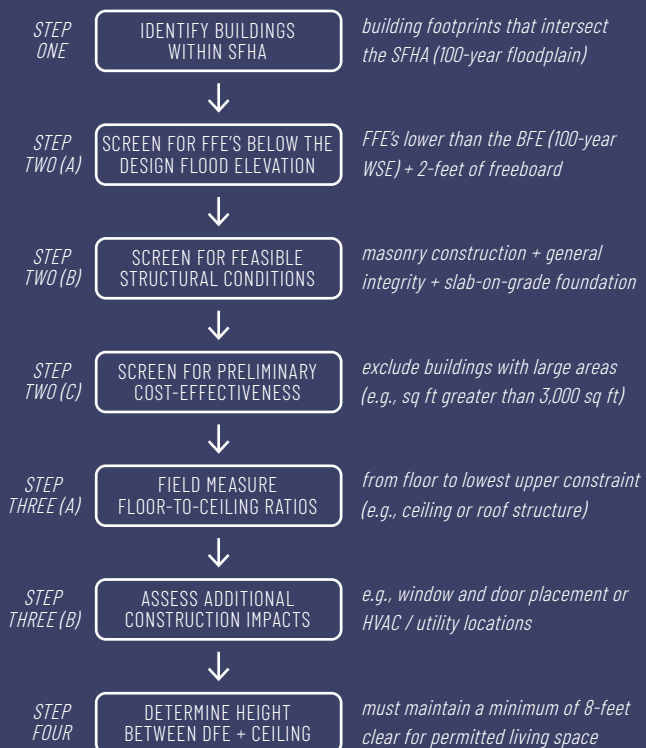 STEP
ONE
IDENTIFY BUILDINGS
WITHIN SFHA
building footprints that intersect
the SFHA (100-year floodplain)
STEP
TWO (A)
SCREEN FOR FFE'S BELOW THE
DESIGN FLOOD ELEVATION
FFE's lower than the BFE (100-year
WSE) + 2-feet of freeboard
STEP
TWO (B)
SCREEN FOR FEASIBLE
STRUCTURAL CONDITIONS
masonry construction + general
integrity + slab-on-grade foundation
STEP
TWO (C)
SCREEN FOR PRELIMINARY
COST-EFFECTIVENESS
exclude buildings with large areas
(e.g., sq ft greater than 3,000 sq ft)
STEP
THREE (A)
FIELD MEASURE
FLOOR-TO-CEILING RATIOS
from floor to lowest upper constraint
(e.g., ceiling or roof structure)
STEP
THREE (B)
ASSESS ADDITIONAL
CONSTRUCTION IMPACTS
e.g., window and door placement or
HVAC / utility locations
STEP
FOUR
DETERMINE HEIGHT
BETWEEN DFE + CEILING
must maintain a minimum of 8-feet
clear for permitted living space